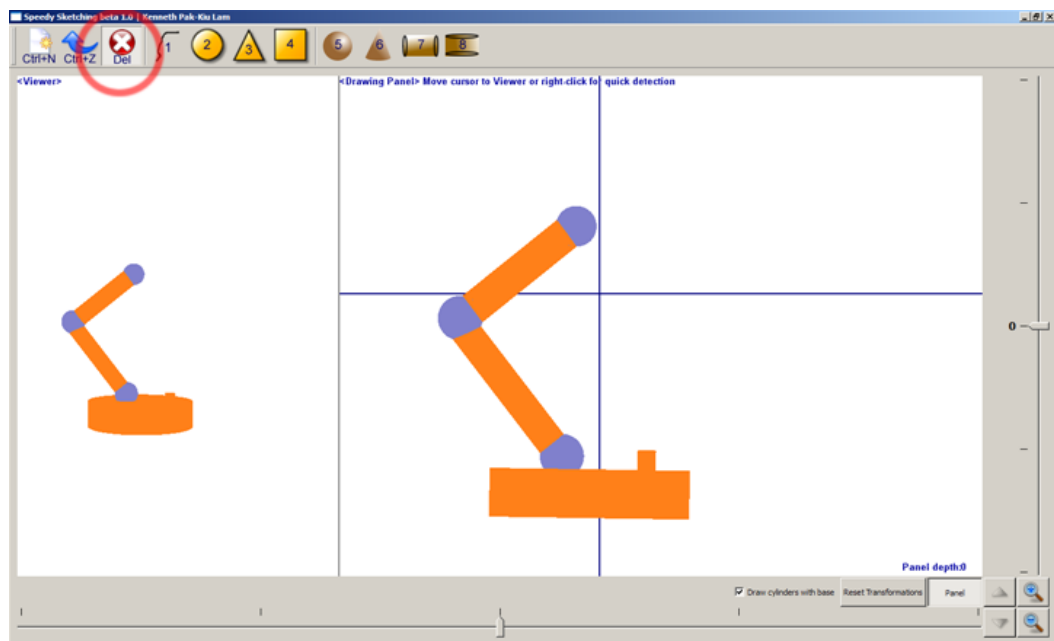 Speedy Sketching beta 1.0 | Kenneth Pak-Kiu Lam
Ctrl+N Ctrl+Z Del 1 2 3 4 5 6 7 8
<Viewer>
<Drawing Panel> Move cursor to Viewer or right-click for quick detection
0
Panel depth:0
Draw cylinders with base Reset Transformations Panel